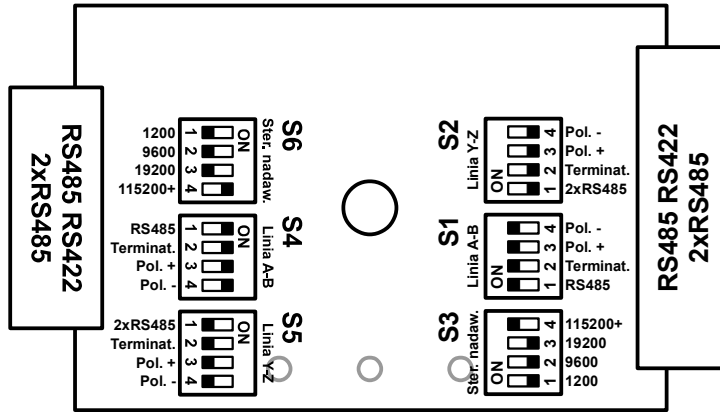 RS485 RS422
2xRS485
1200
9600
19200
115200+
1
2
3
4
ON
Ster. nadaw.
S6
RS485
Terminat.
Pol. +
Pol. -
1
2
3
4
ON
Linia A-B
S4
2xRS485
Terminat.
Pol. +
Pol. -
1
2
3
4
ON
Linia Y-Z
S5
S2
Linia Y-Z
ON
4
3
2
1
Pol. -
Pol. +
Terminat.
2xRS485
S1
Linia A-B
ON
4
3
2
1
Pol. -
Pol. +
Terminat.
RS485
S3
Ster. nadaw.
ON
4
3
2
1
115200+
19200
9600
1200
RS485 RS422
2xRS485